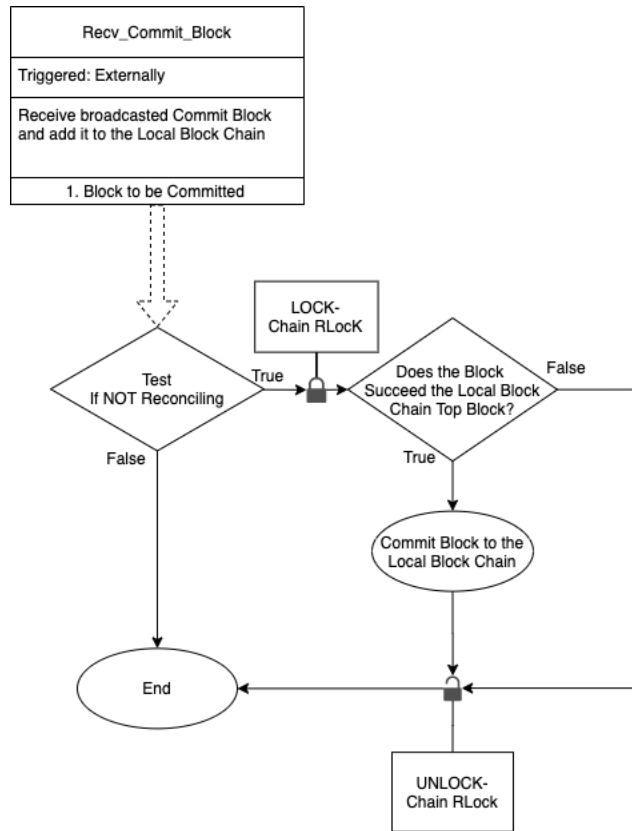 Recv_Commit_Block
Triggered: Externally
Receive broadcasted Commit Block
and add it to the Local Block Chain
1. Block to be Committed
LOCK-
Chain RLocK
Test
If NOT Reconciling
True
Does the Block
Succeed the Local Block
Chain Top Block?
False
False
True
Commit Block to the
Local Block Chain
End
UNLOCK-
Chain RLock